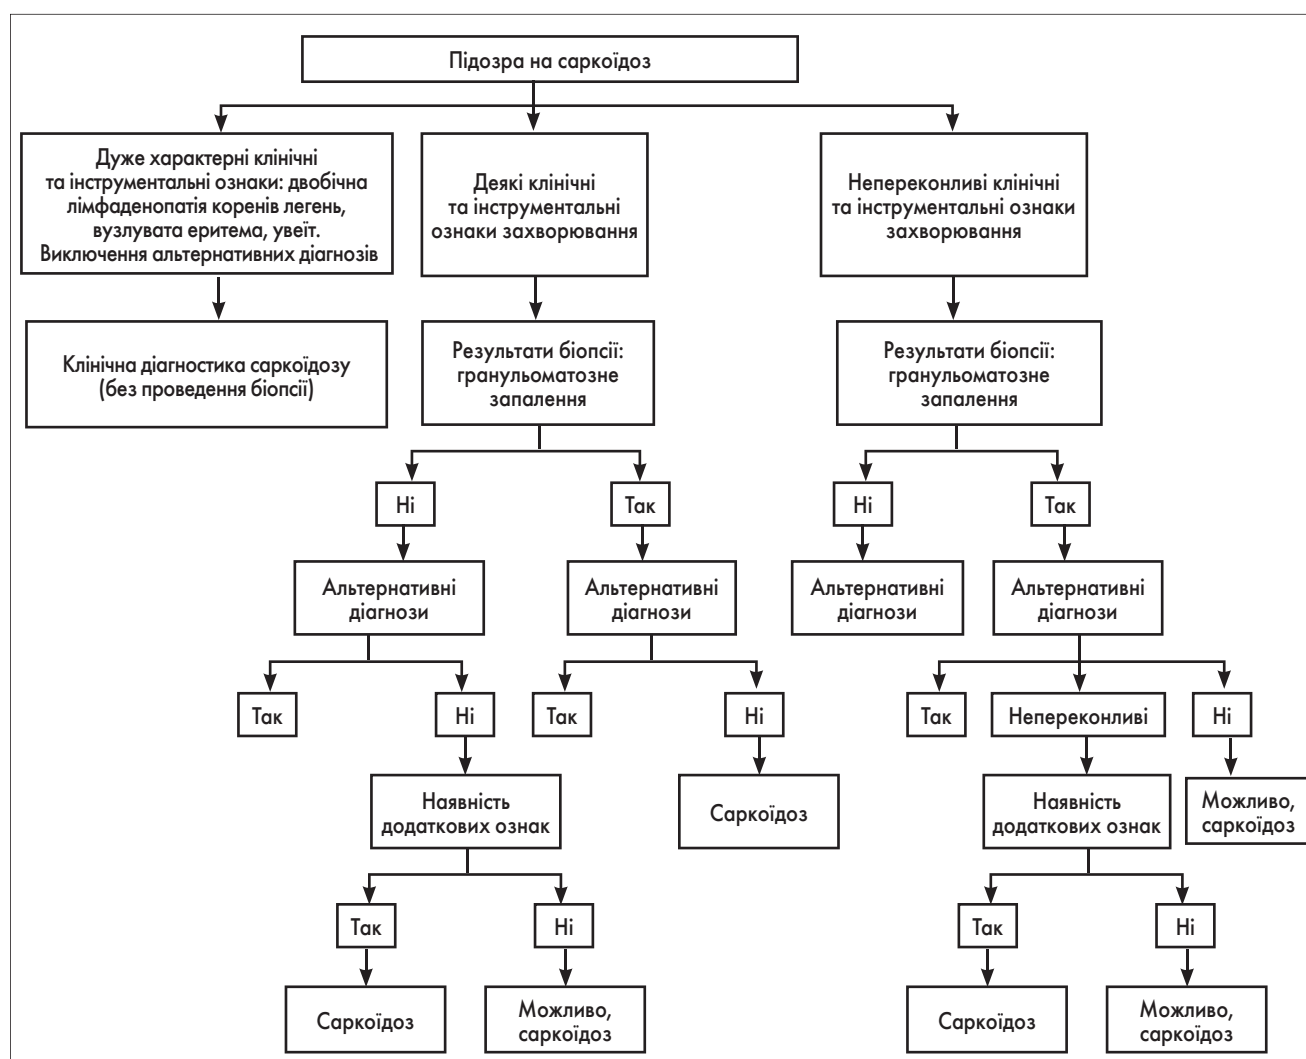 Підозра на саркоїдоз
Дуже характерні клінічні
та інструментальні ознаки: двобічна
лімфаденопатія коренів легень,
вузлувата еритема, увеїт.
Виключення альтернативних діагнозів
Деякі клінічні
та інструментальні
ознаки захворювання
Непереконливі клінічні
та інструментальні ознаки
захворювання
Клінічна діагностика саркоїдозу
(без проведення біопсії)
Результати біопсії:
гранульоматозне
запалення
Результати біопсії:
гранульоматозне
запалення
Ні
Так
Ні
Так
Альтернативні
діагнози
Альтернативні
діагнози
Альтернативні
діагнози
Альтернативні
діагнози
Так
Ні
Так
Ні
Так
Непереконливі
Ні
Наявність
додаткових ознак
Саркоїдоз
Наявність
додаткових ознак
Можливо,
саркоїдоз
Так
Ні
Так
Ні
Саркоїдоз
Можливо,
саркоїдоз
Саркоїдоз
Можливо,
саркоїдоз